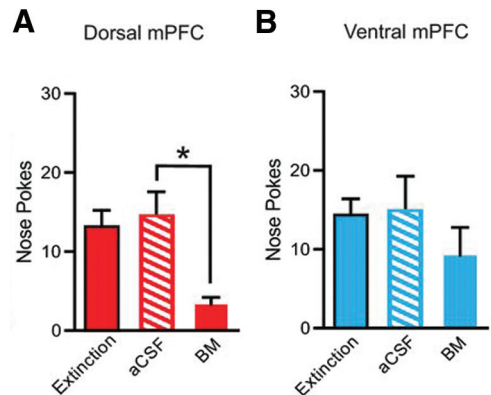 A
Dorsal mPFC
Nose Pokes
30
20
10
0
*
Extinction
aCSF
BM
B
Ventral mPFC
Nose Pokes
30
20
10
0
Extinction
aCSF
BM